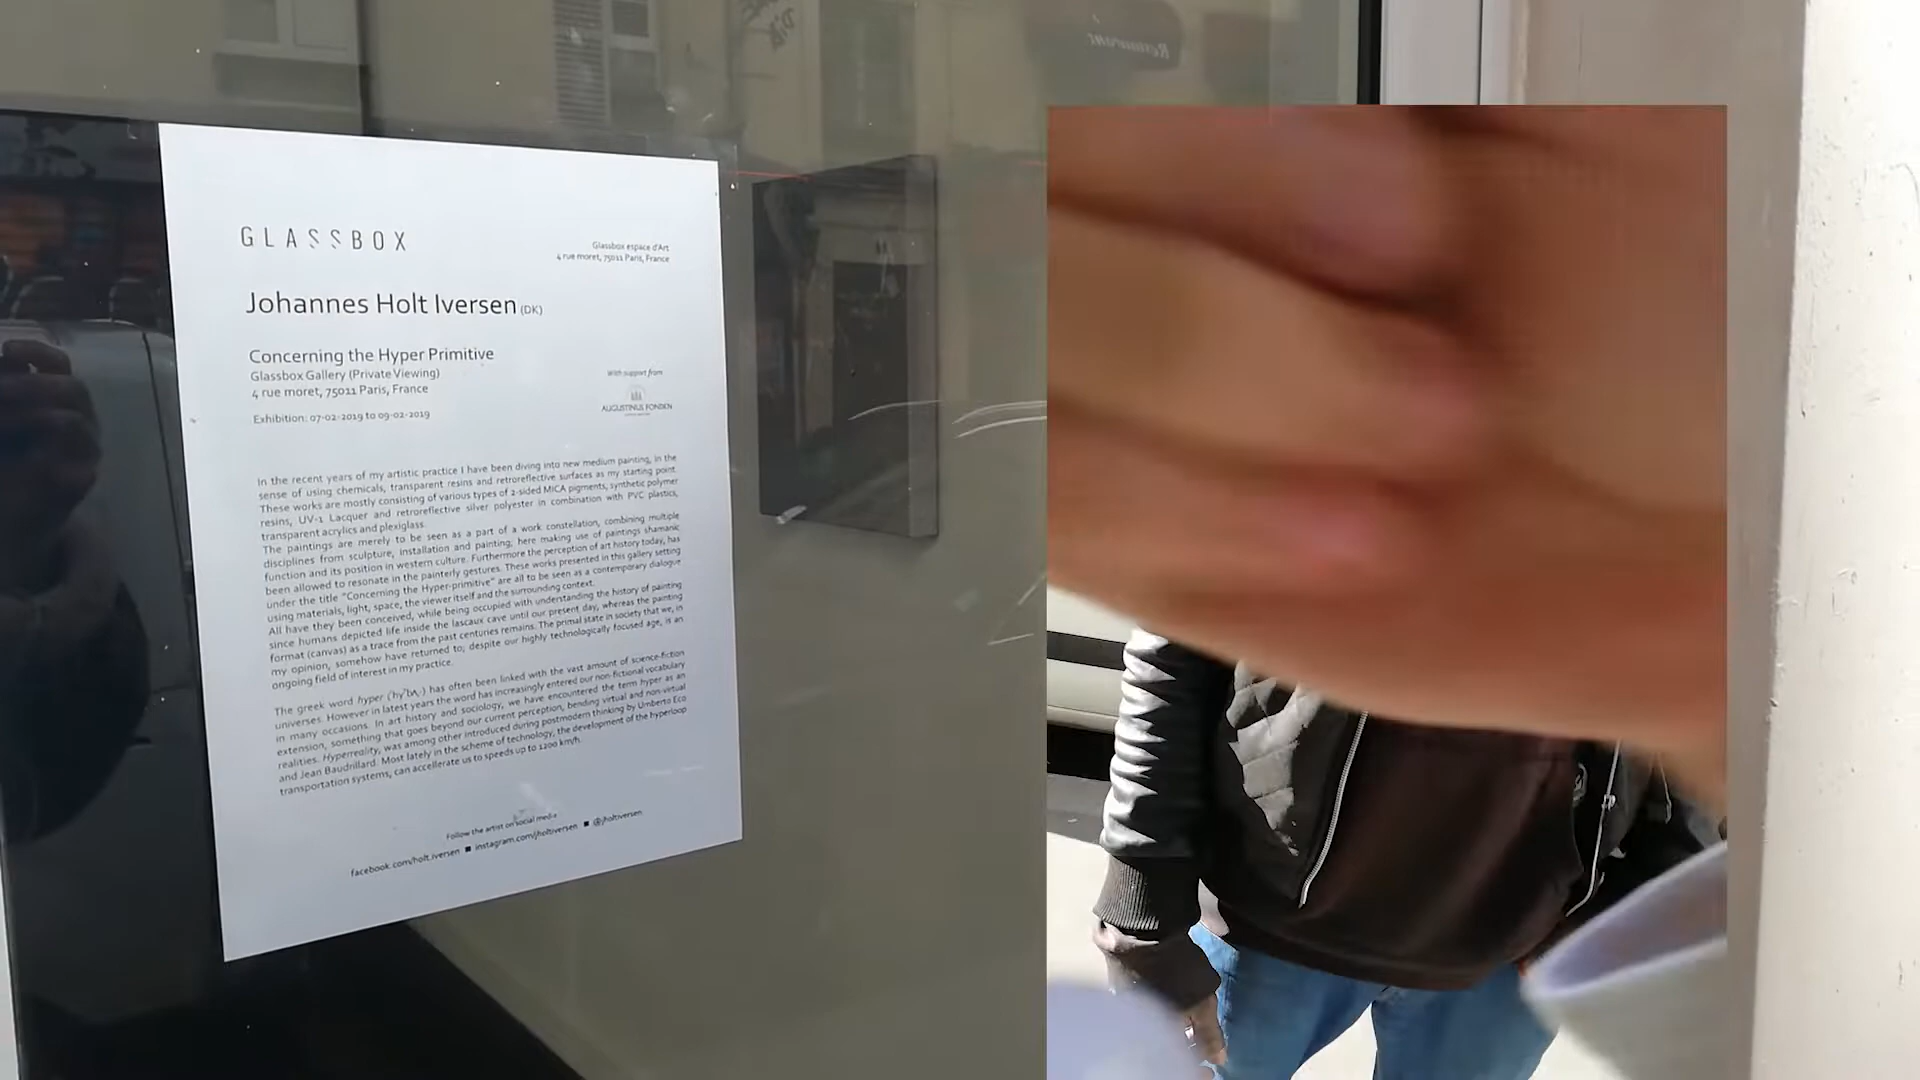 GLASSBOX
Glassbox espace d'Art
4 rue moret, 75011 Paris, France
Johannes Holt Iversen (DK)
Concerning the Hyper Primitive
Glassbox Gallery (Private Viewing)
4 rue moret, 75011 Paris, France
Exhibition: 07-02-2019 to 09-02-2019
With support from
AUGUSTINUS FONDEN
In the recent years of my artistic practice I have been diving into new medium painting, in the
sense of using chemicals, transparent resins and retroreflective surfaces as my starting point.
These works are mostly consisting of various types of 2-sided MICA pigments, synthetic polymer
resins, UV-1 Lacquer and retroreflective silver polyester in combination with PVC plastics,
transparent acrylics and plexiglass.
The paintings are merely to be seen as a part of a work constellation, combining multiple
disciplines from sculpture, installation and painting, here making use of paintings shamanic
function and its position in western culture. Furthermore the perception of art history today, has
been allowed to resonate in the painterly gestures. These works presented in this gallery setting
under the title "Concerning the Hyper-primitive" are all to be seen as a contemporary dialogue
using materials, light, space, the viewer itself and the surrounding context.
All have they been conceived, while being occupied with understanding the history of painting
since humans depicted life inside the lascaux cave until our present day, whereas the painting
format (canvas) as a trace from the past centuries remains. The primal state in society that we, in
my opinion, somehow have returned to, despite our highly technologically focused age, is an
ongoing field of interest in my practice.
The greek word hyper has often been linked with the vast amount of science-fiction
universes. However in latest years the word has increasingly entered our non-fictional vocabulary
in many occasions. In art history and sociology, we have encountered the term hyper as an
extension, something that goes beyond our current perception, bending virtual and non-virtual
realities. Hyperreality, was among other introduced during postmodern thinking by Umberto Eco
and Jean Baudrillard. Most lately in the scheme of technology, the development of the hyperloop
transportation systems, can accellerate us to speeds up to 1200 km/h.
Follow the artist on social media
facebook.com/holt.iversen ■ instagram.com/jholtiversen ■ @jholtiversen
Restaurant